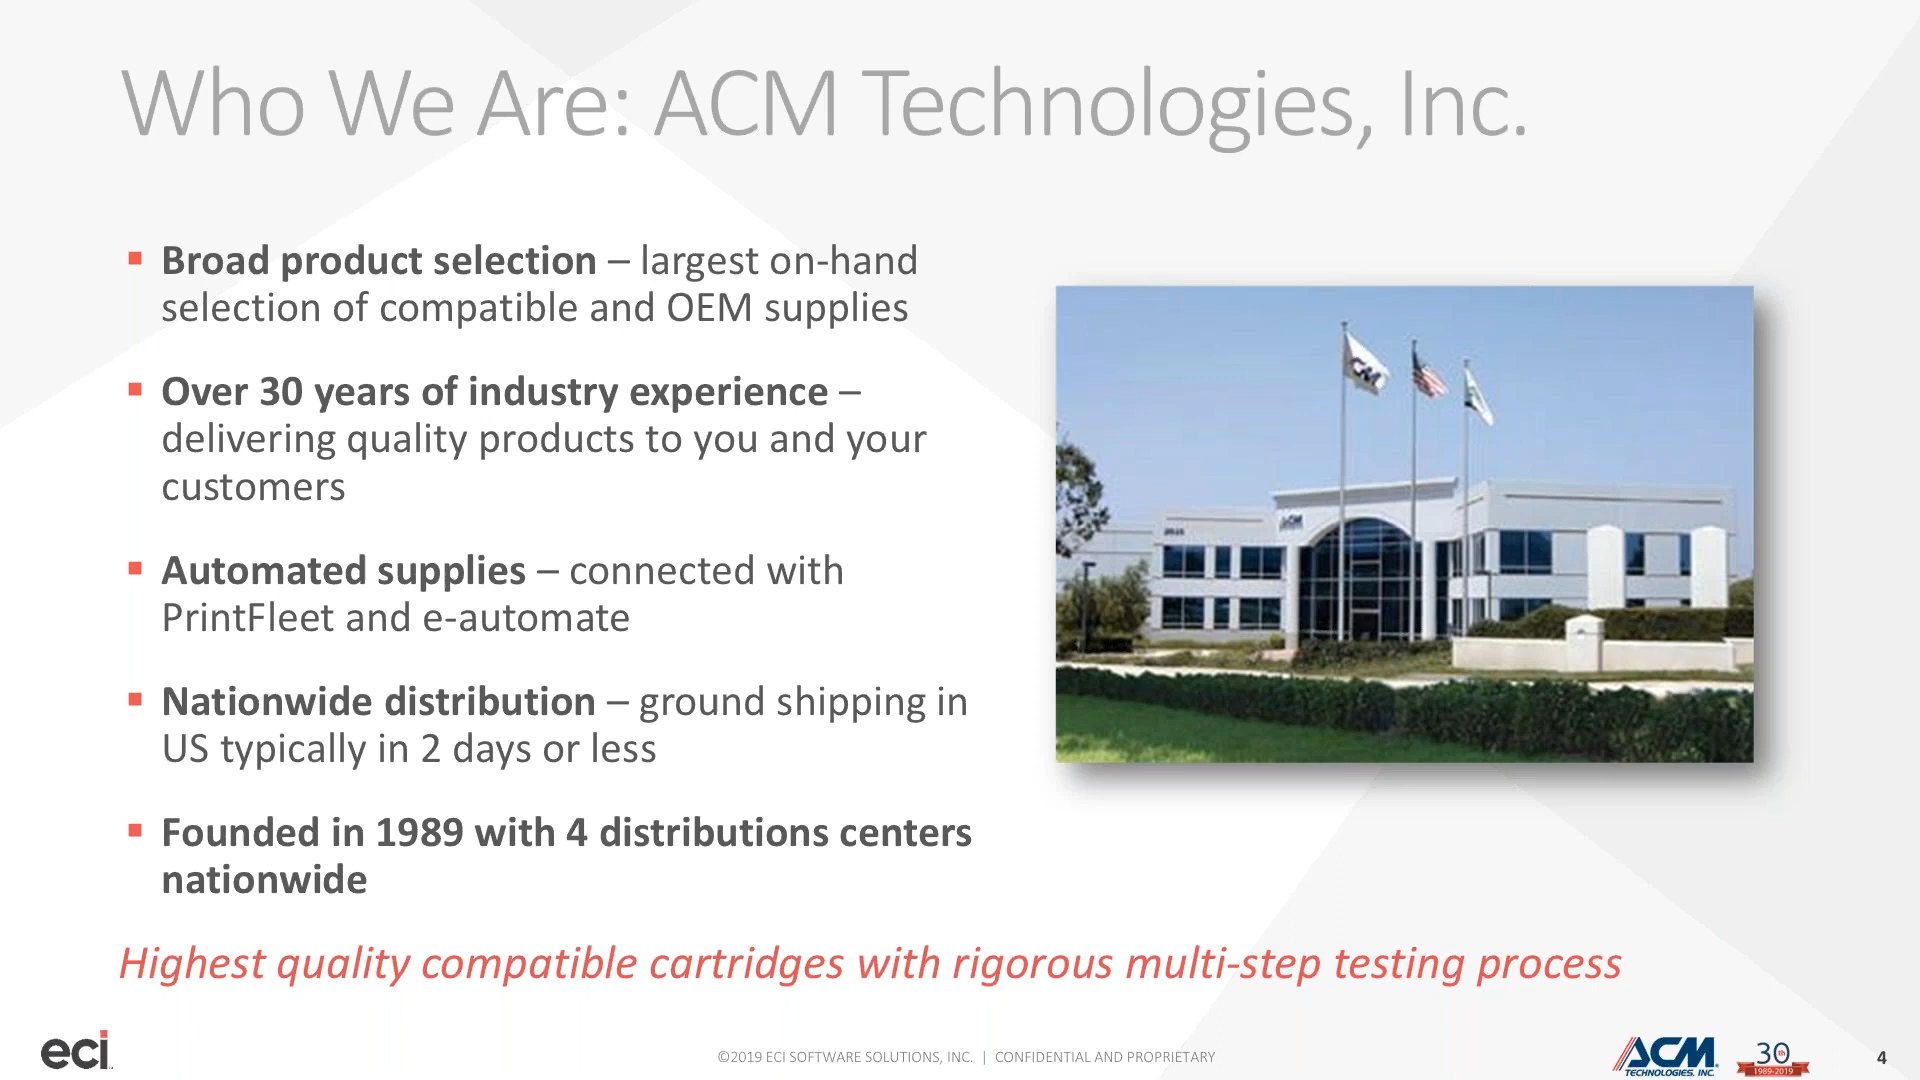 Who We Are: ACM Technologies, Inc.
▪ Broad product selection – largest on-hand
selection of compatible and OEM supplies
▪ Over 30 years of industry experience –
delivering quality products to you and your
customers
▪ Automated supplies – connected with
PrintFleet and e-automate
▪ Nationwide distribution – ground shipping in
US typically in 2 days or less
▪ Founded in 1989 with 4 distributions centers
nationwide
ACM
Highest quality compatible cartridges with rigorous multi-step testing process
eci
©2019 ECI SOFTWARE SOLUTIONS, INC. | CONFIDENTIAL AND PROPRIETARY
ACM
TECHNOLOGIES, INC.
30th
1989-2019
4